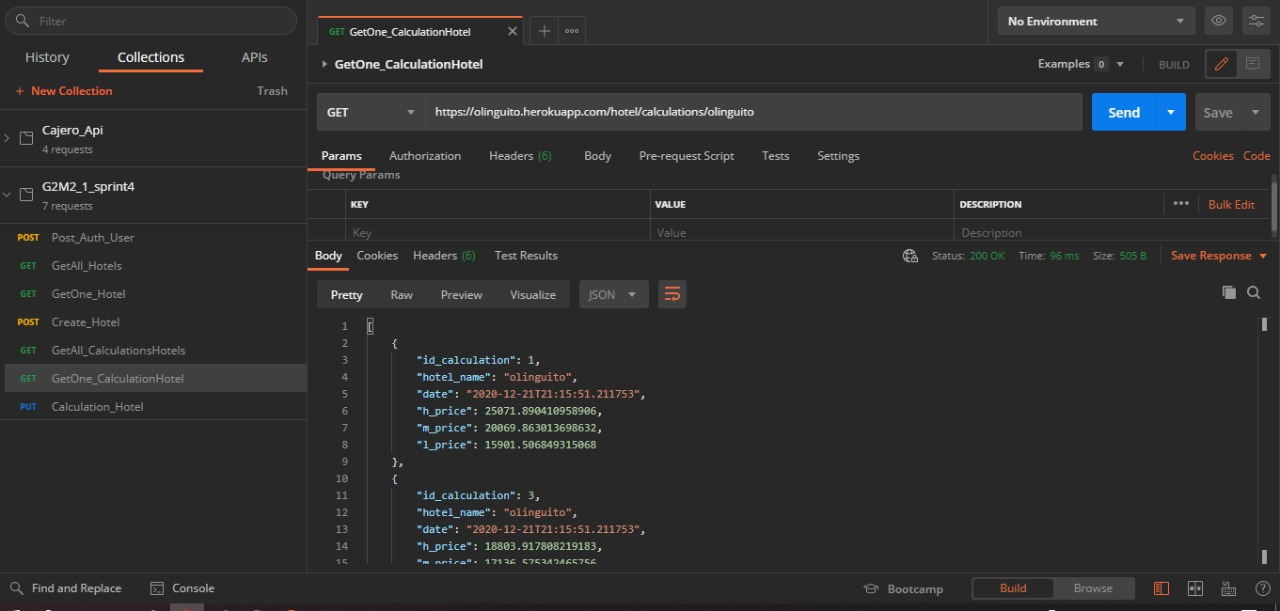 Filter
History Collections APIs
+ New Collection Trash
Cajero_Api
4 requests
G2M2_1_sprint4
7 requests
POST Post_Auth_User
GET GetAll_Hotels
GET GetOne_Hotel
POST Create_Hotel
GET GetAll_CalculationsHotels
GET GetOne_CalculationHotel
PUT Calculation_Hotel
GET GetOne_CalculationHotel
No Environment
GetOne_CalculationHotel
Examples 0 BUILD
GET https://olinguito.herokuapp.com/hotel/calculations/olinguito Send Save
Params Authorization Headers (6) Body Pre-request Script Tests Settings Cookies Code
Query Params
KEY VALUE DESCRIPTION Bulk Edit
Key Value Description
Body Cookies Headers (6) Test Results Status: 200 OK Time: 96 ms Size: 505 B Save Response
Pretty Raw Preview Visualize JSON
1 [
2 {
3 "id_calculation": 1,
4 "hotel_name": "olinguito",
5 "date": "2020-12-21T21:15:51.211753",
6 "h_price": 25071.890410958906,
7 "m_price": 20069.863013698632,
8 "l_price": 15901.506849315068
9 },
10 {
11 "id_calculation": 3,
12 "hotel_name": "olinguito",
13 "date": "2020-12-21T21:15:51.211753",
14 "h_price": 18803.917808219183,
15 "m_price": 17136.575342465756
Find and Replace Console Bootcamp Build Browse